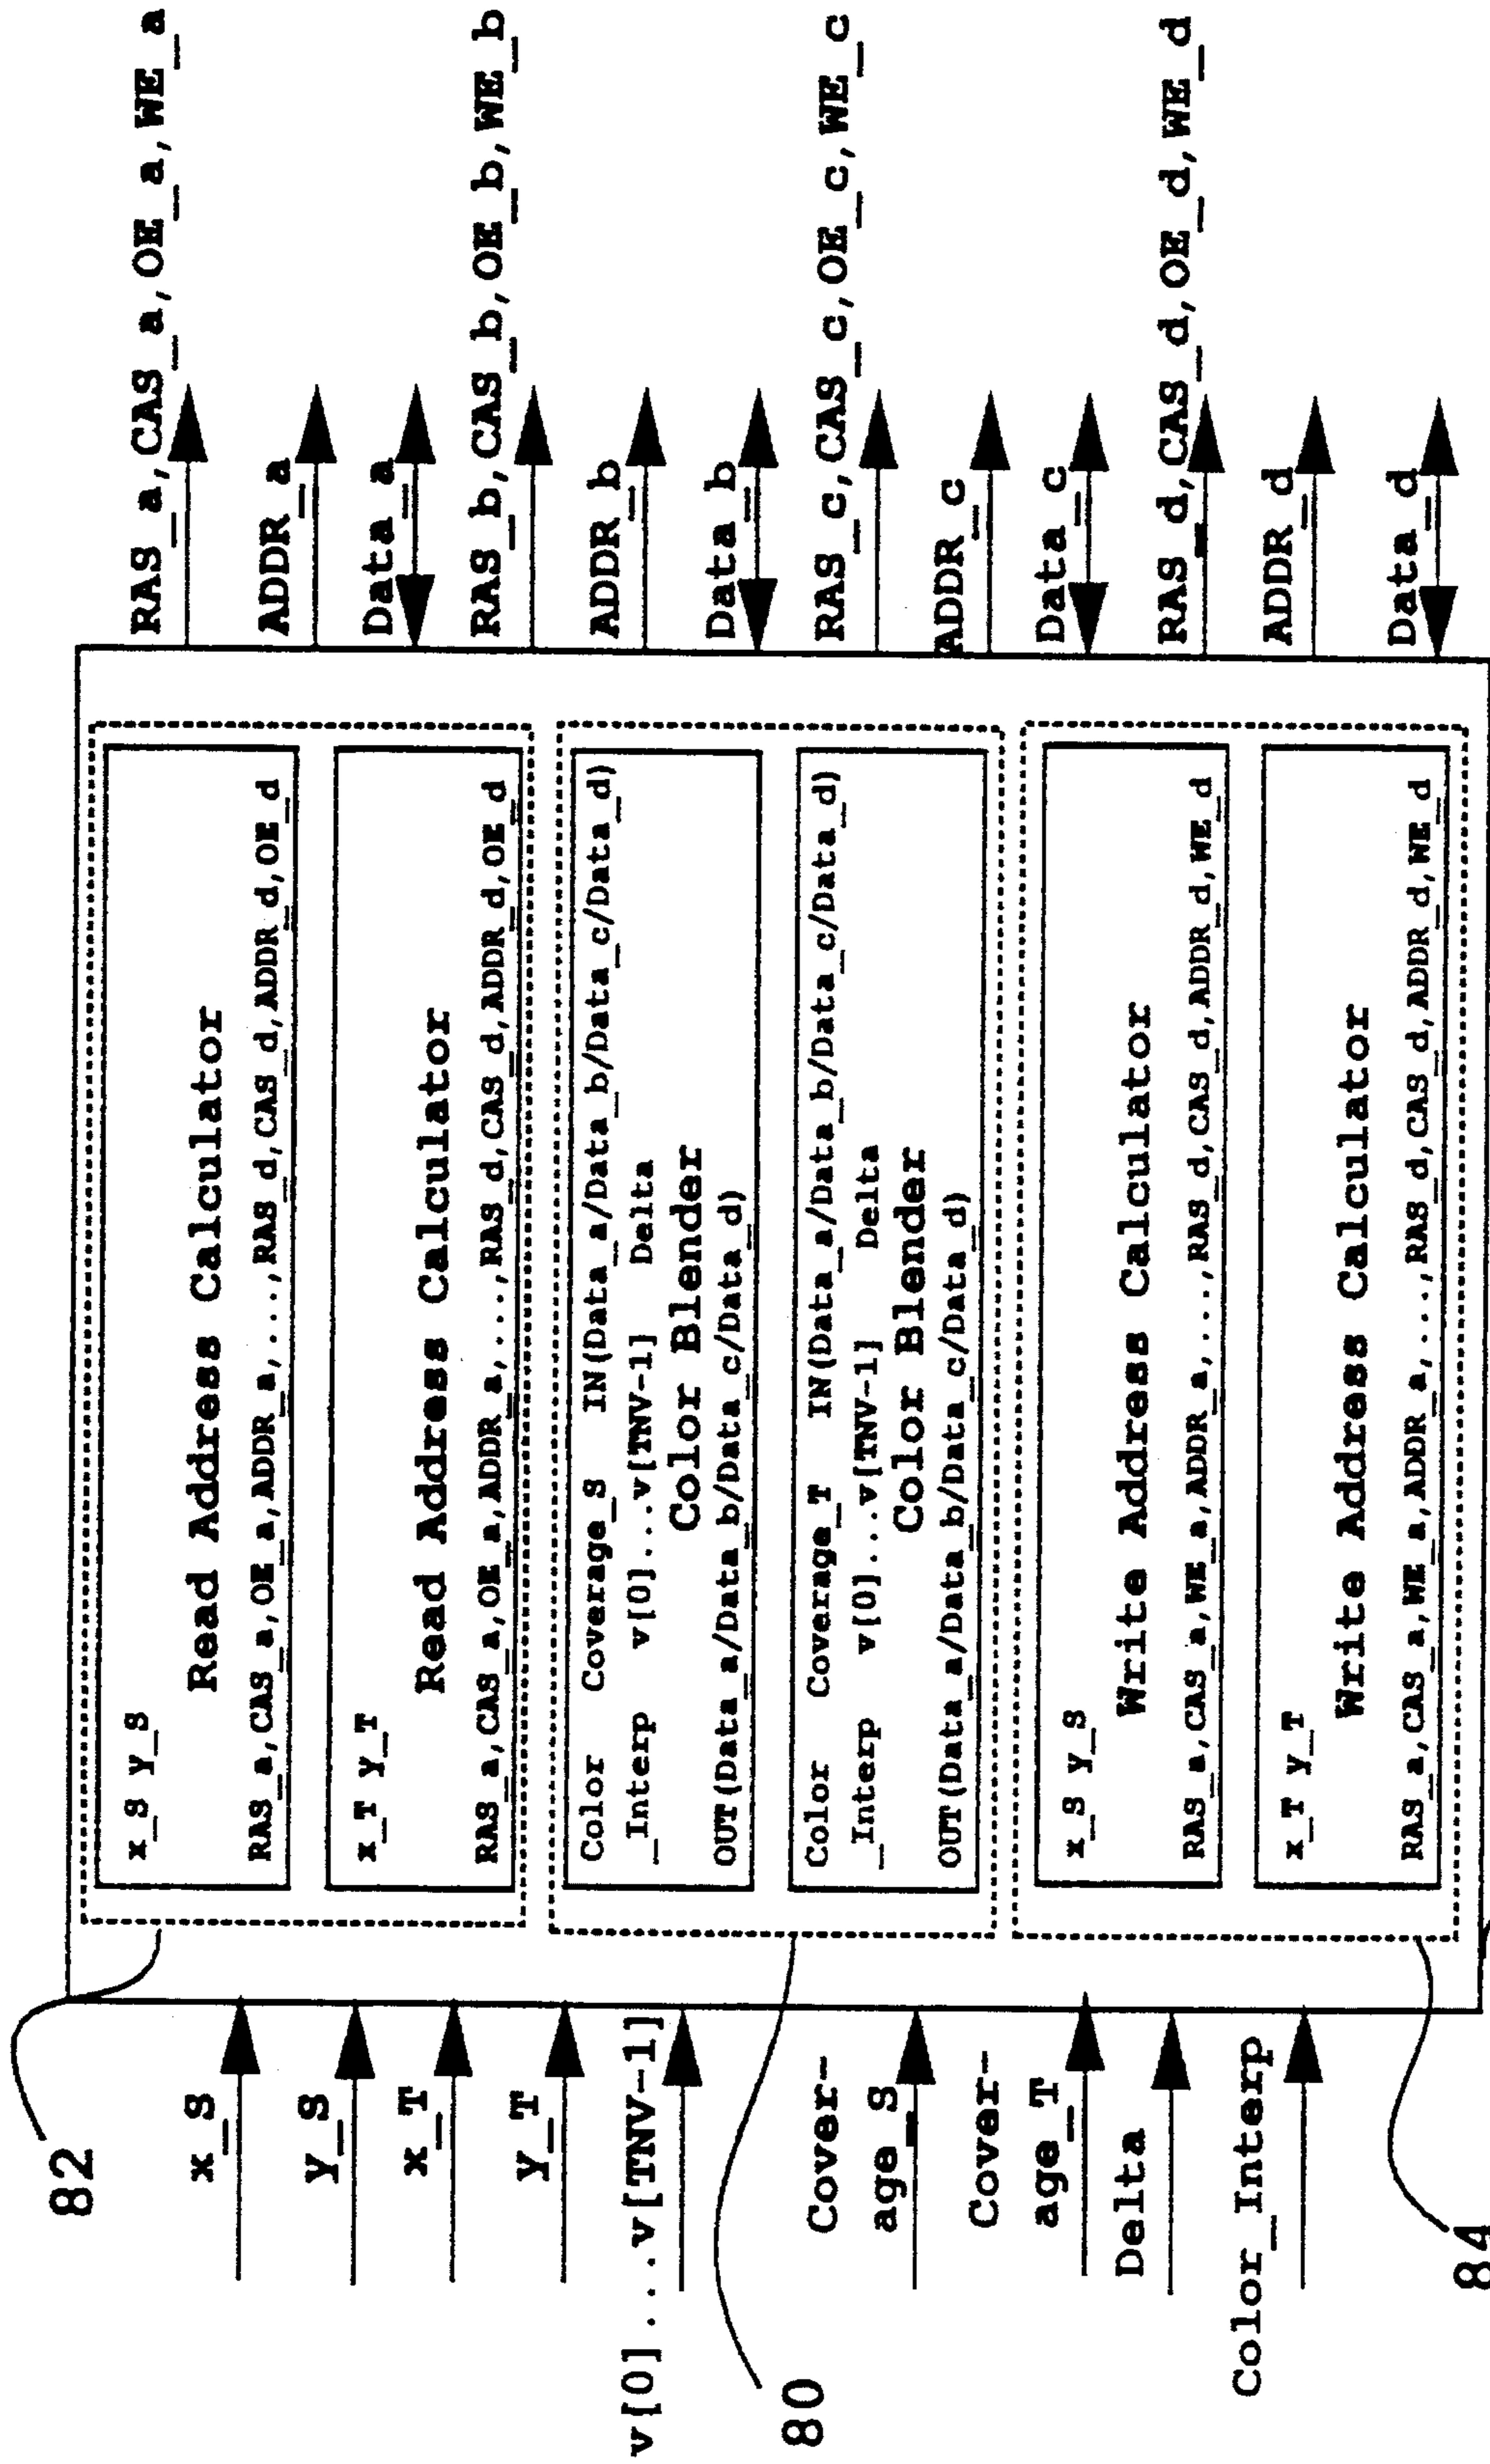 82
x_S
y_S
x_T
y_T
v[0]...v[TNV-1]
80
Cover-
age_S
Cover-
age_T
Delta
Color_Interp
84
x_S y_S
Read Address Calculator
RAS_a,CAS_a,OE_a,ADDR_a,...,RAS_d,CAS_d,ADDR_d,OE_d
x_T y_T
Read Address Calculator
RAS_a,CAS_a,OE_a,ADDR_a,...,RAS_d,CAS_d,ADDR_d,OE_d
Color Coverage_S IN(Data_a/Data_b/Data_c/Data_d)
_Interp v[0]...v[TNV-1] Delta
Color Blender
OUT(Data_a/Data_b/Data_c/Data_d)
Color Coverage_T IN(Data_a/Data_b/Data_c/Data_d)
_Interp v[0]...v[TNV-1] Delta
Color Blender
OUT(Data_a/Data_b/Data_c/Data_d)
x_S y_S
Write Address Calculator
RAS_a,CAS_a,WE_a,ADDR_a,...,RAS_d,CAS_d,ADDR_d,WE_d
x_T y_T
Write Address Calculator
RAS_a,CAS_a,WE_a,ADDR_a,...,RAS_d,CAS_d,ADDR_d,WE_d
RAS_a,CAS_a,OE_a,WE_a
ADDR_a
Data_a
RAS_b,CAS_b,OE_b,WE_b
ADDR_b
Data_b
RAS_c,CAS_c,OE_c,WE_c
ADDR_c
Data_c
RAS_d,CAS_d,OE_d,WE_d
ADDR_d
Data_d